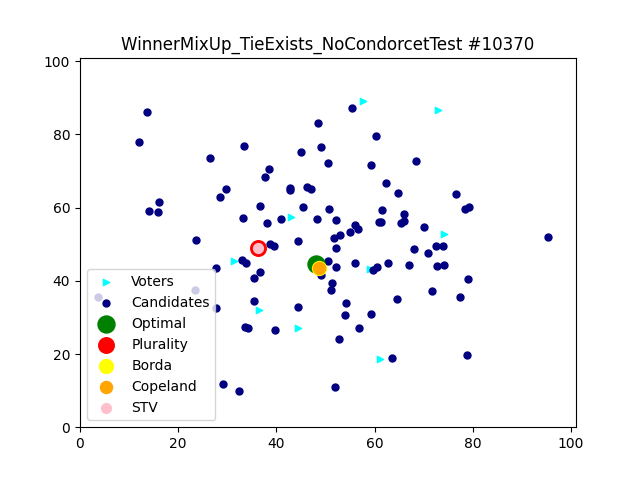 WinnerMixUp_TieExists_NoCondorcetTest #10370
100
80
60
40
20
0
Voters
Candidates
Optimal
Plurality
Borda
Copeland
STV
0 20 40 60 80 100